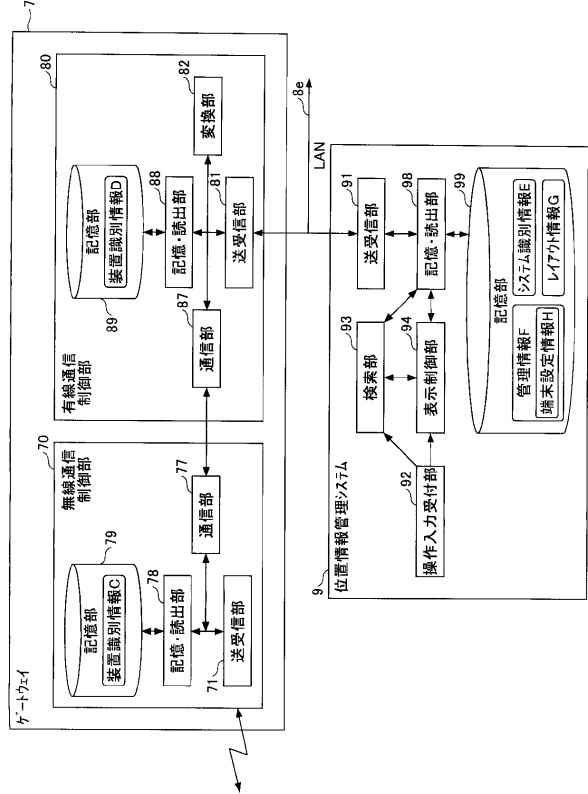 ゲートウェイ
7
70
無線通信
制御部
79
記憶部
装置識別情報C
78
記憶・読出部
71
送受信部
77
通信部
80
有線通信
制御部
89
記憶部
装置識別情報D
88
記憶・読出部
81
送受信部
87
通信部
82
変換部
8e
LAN
9
位置情報管理システム
91
送受信部
92
操作入力受付部
93
検索部
94
表示制御部
98
記憶・読出部
99
記憶部
管理情報F
端末設定情報H
システム識別情報E
レイアウト情報G